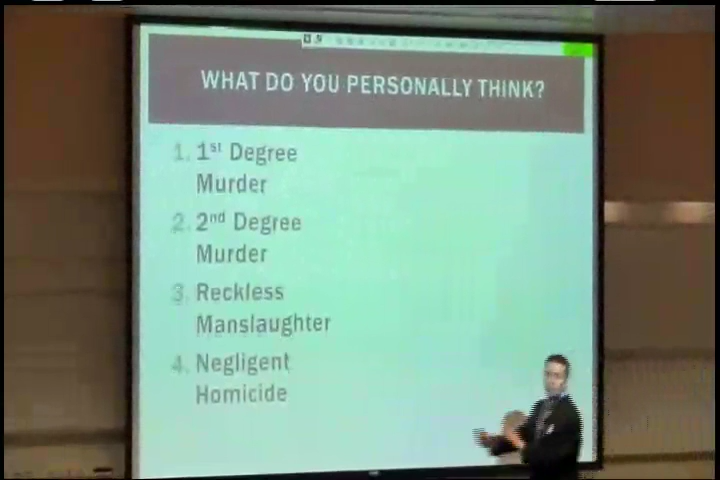 WHAT DO YOU PERSONALLY THINK?
1. 1st Degree
Murder
2. 2nd Degree
Murder
3. Reckless
Manslaughter
4. Negligent
Homicide